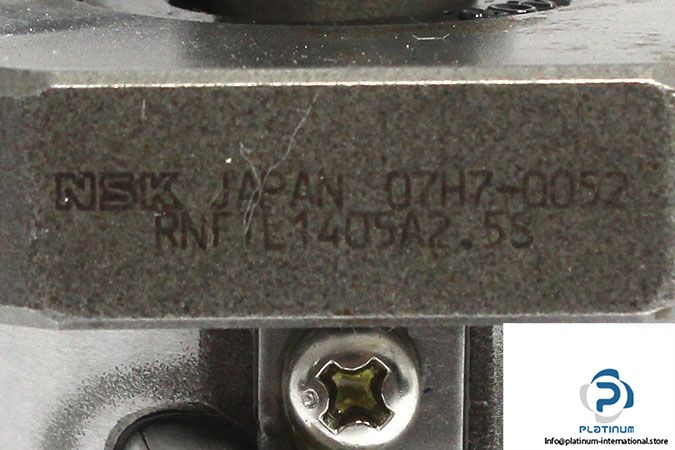 NSK JAPAN 07H7-0052
RNFTL1405A2.5S
PLATINUM
Info@platinum-international.store